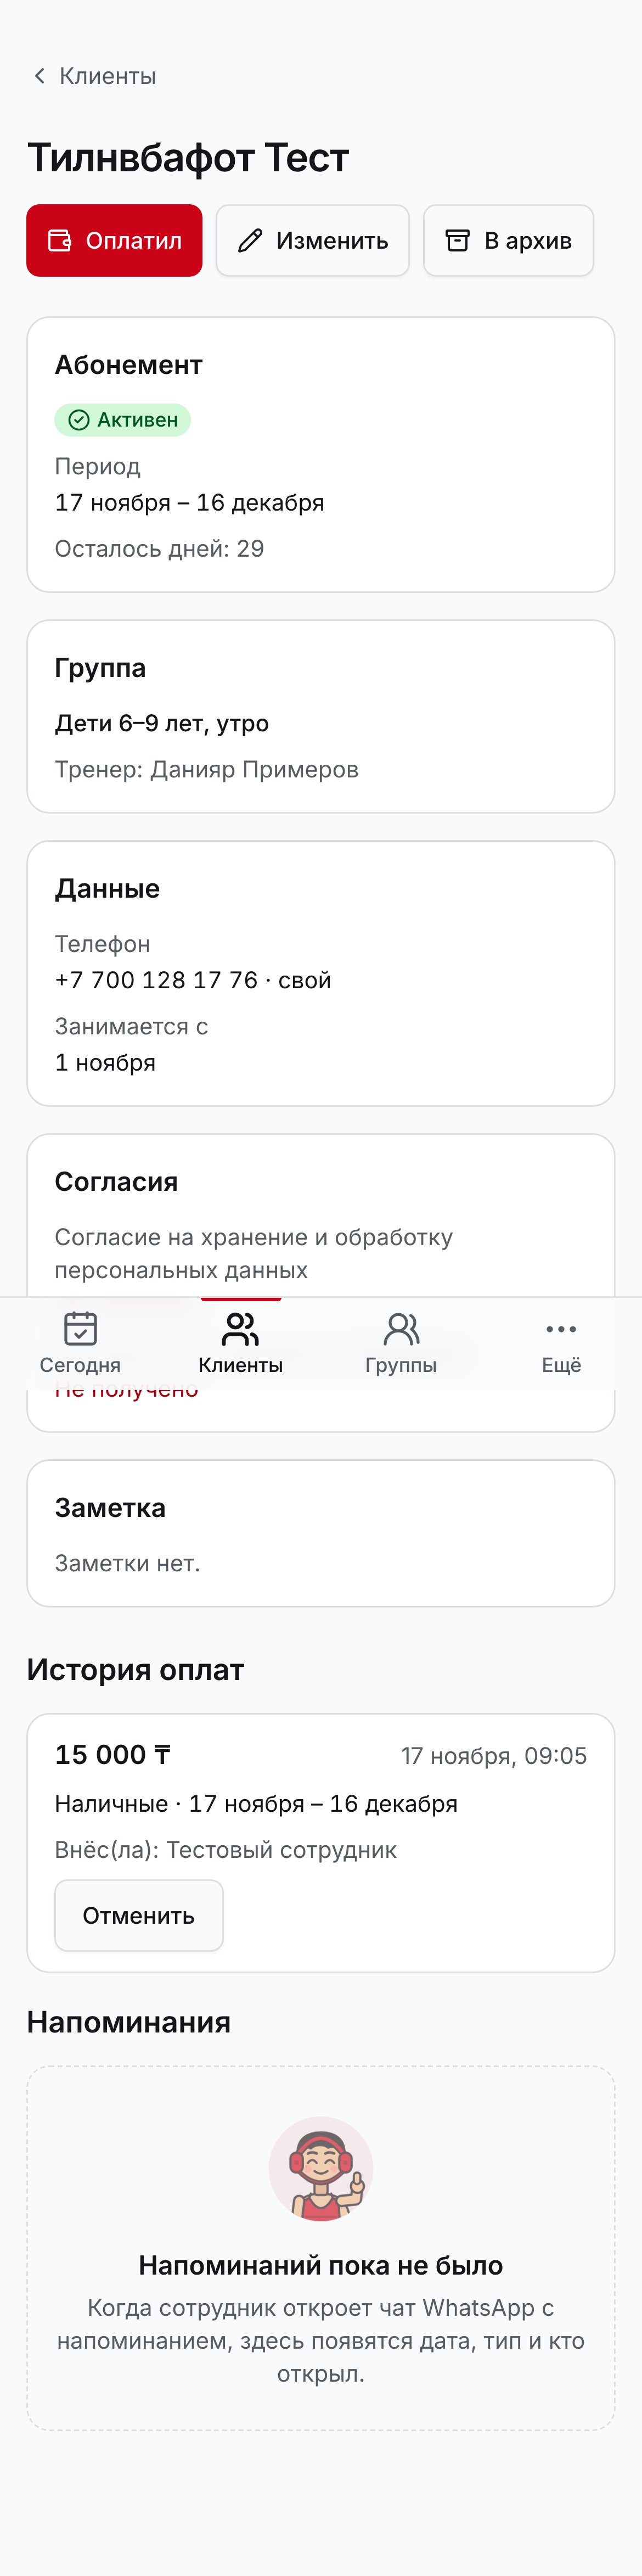 Клиенты
Тилнвбафот Тест
Оплатил
Изменить
В архив
Абонемент
Активен
Период
17 ноября – 16 декабря
Осталось дней: 29
Группа
Дети 6–9 лет, утро
Тренер: Данияр Примеров
Данные
Телефон
+7 700 128 17 76 · свой
Занимается с
1 ноября
Согласия
Согласие на хранение и обработку
персональных данных
Сегодня
Клиенты
Группы
Ещё
Не получено
Заметка
Заметки нет.
История оплат
15 000 ₸
17 ноября, 09:05
Наличные · 17 ноября – 16 декабря
Внёс(ла): Тестовый сотрудник
Отменить
Напоминания
Напоминаний пока не было
Когда сотрудник откроет чат WhatsApp с
напоминанием, здесь появятся дата, тип и кто
открыл.